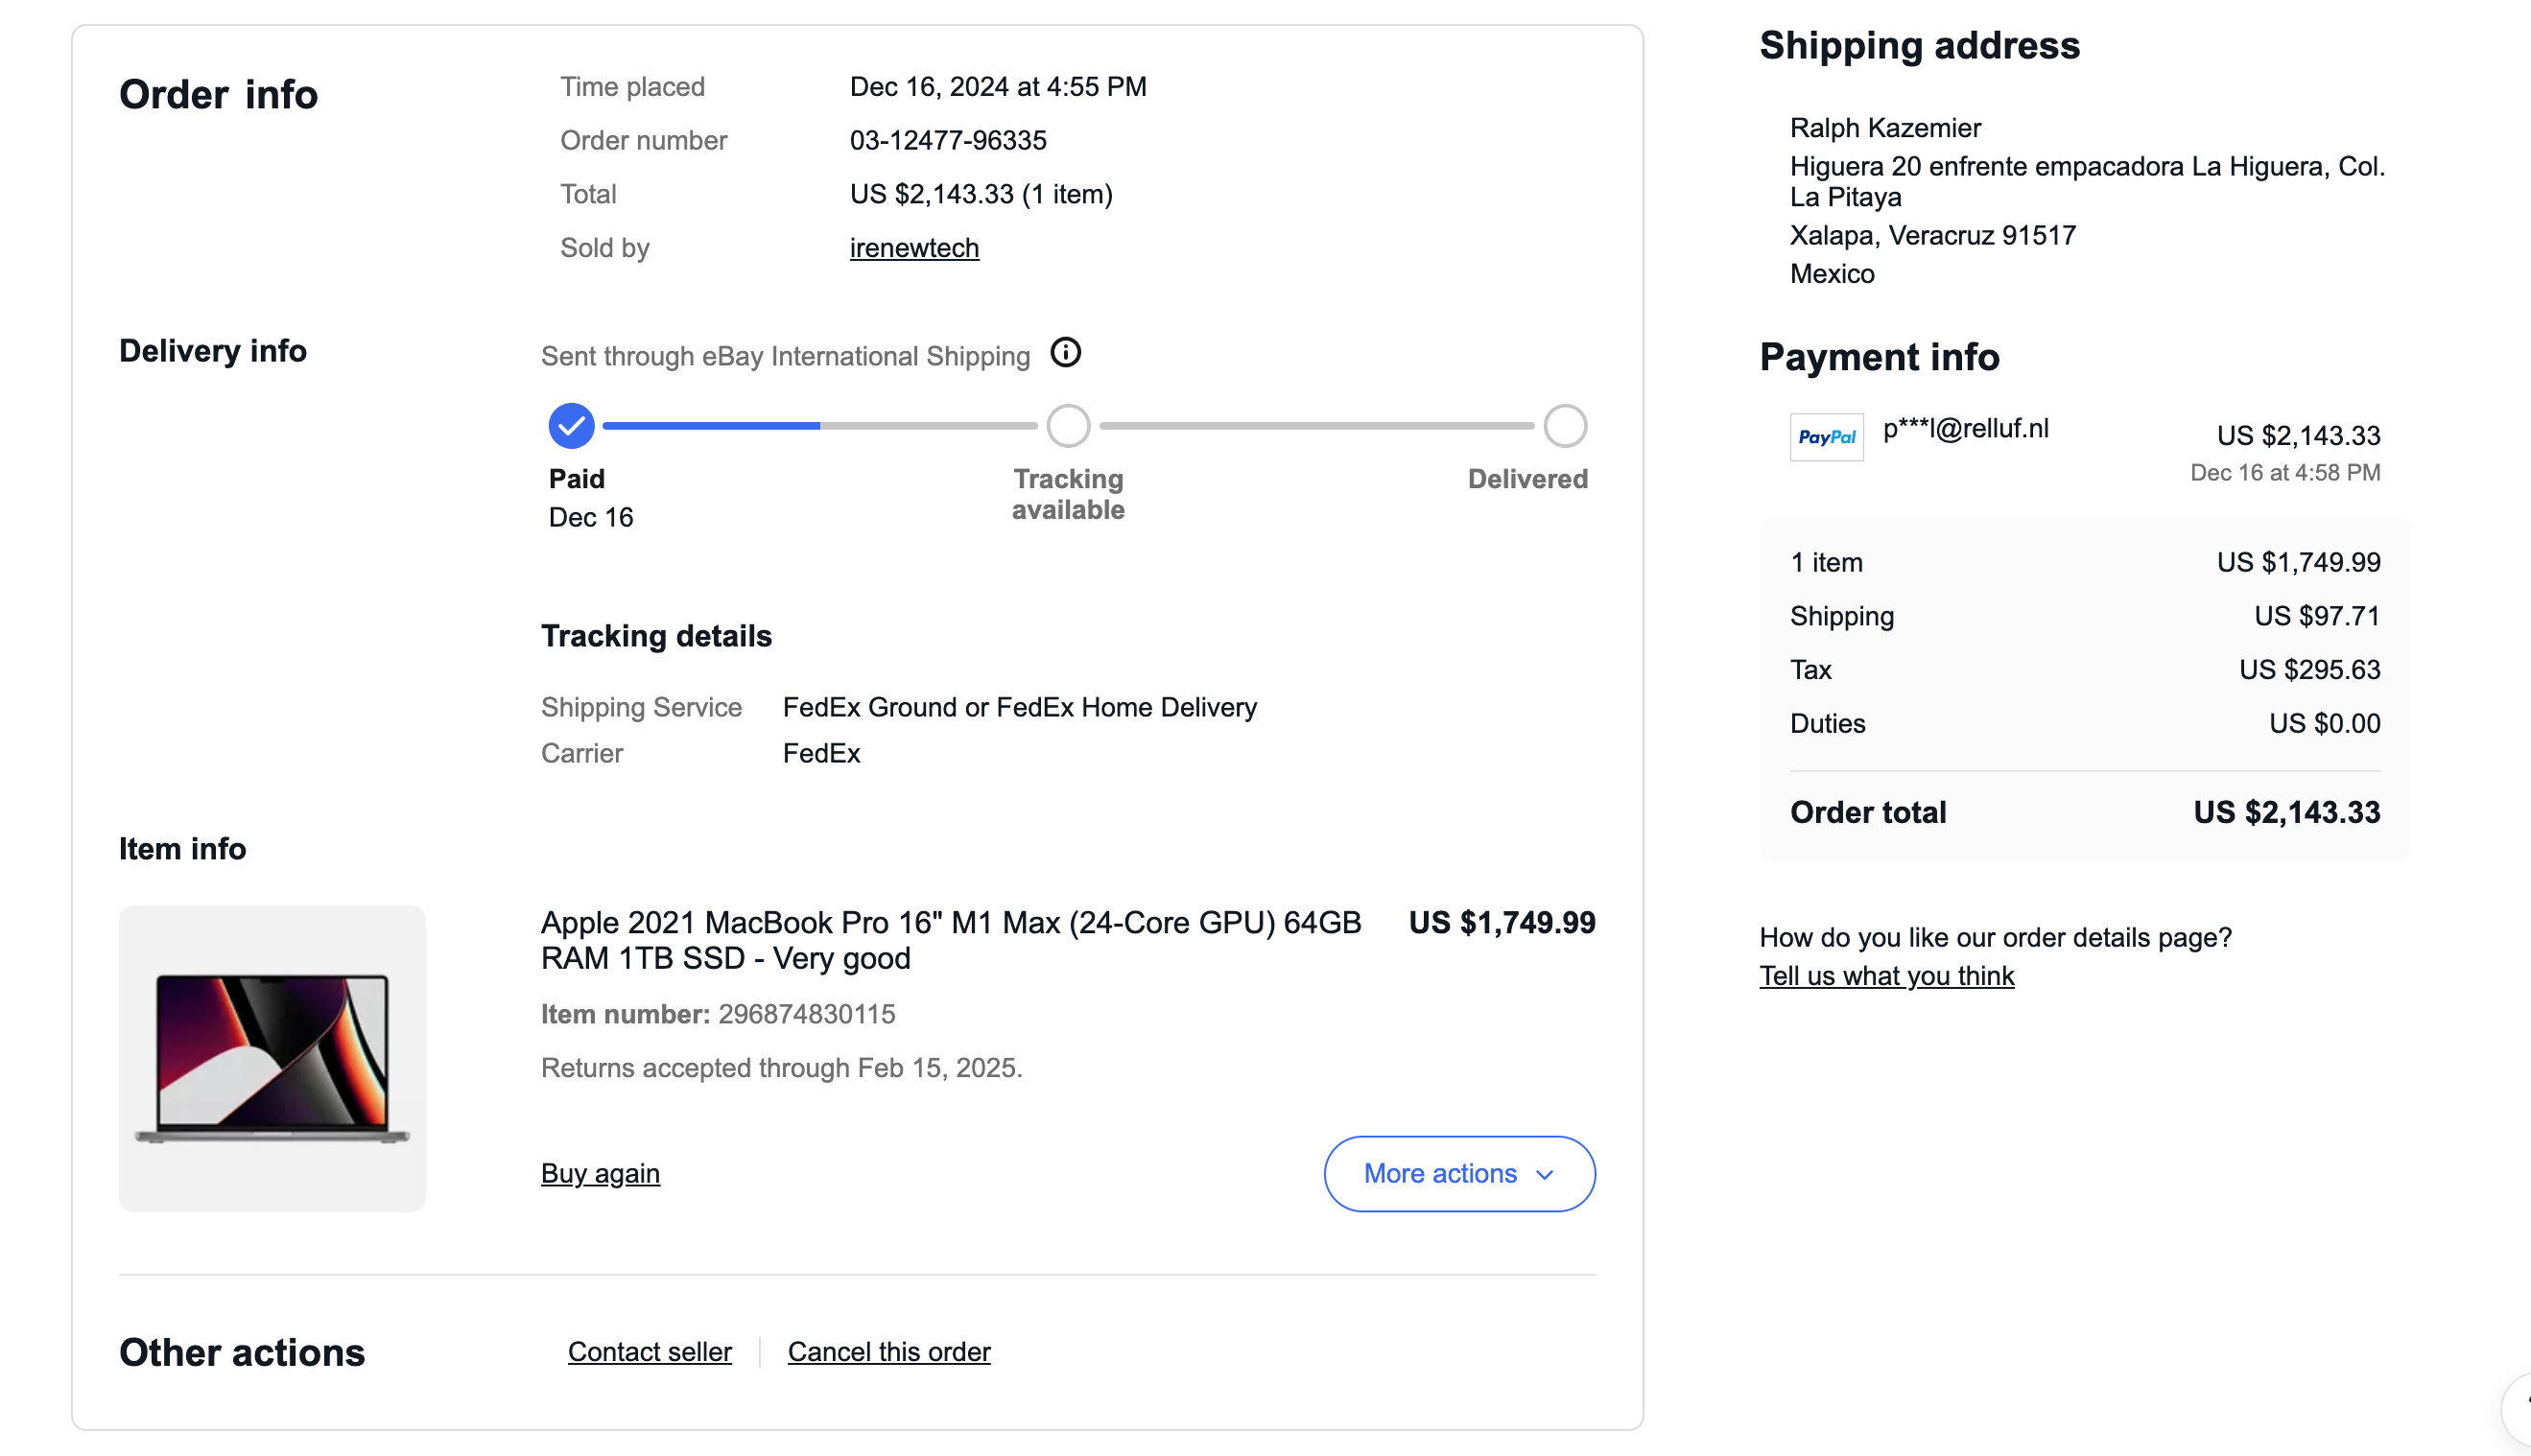 Order info
Time placed
Dec 16, 2024 at 4:55 PM
Order number
03-12477-96335
Total
US $2,143.33 (1 item)
Sold by
irenewtech
Delivery info
Sent through eBay International Shipping
Paid
Dec 16
Tracking
available
Delivered
Tracking details
Shipping Service
FedEx Ground or FedEx Home Delivery
Carrier
FedEx
Item info
Apple 2021 MacBook Pro 16" M1 Max (24-Core GPU) 64GB
RAM 1TB SSD - Very good
US $1,749.99
Item number: 296874830115
Returns accepted through Feb 15, 2025.
Buy again
More actions
Other actions
Contact seller
Cancel this order
Shipping address
Ralph Kazemier
Higuera 20 enfrente empacadora La Higuera, Col.
La Pitaya
Xalapa, Veracruz 91517
Mexico
Payment info
PayPal
p***l@relluf.nl
US $2,143.33
Dec 16 at 4:58 PM
1 item
US $1,749.99
Shipping
US $97.71
Tax
US $295.63
Duties
US $0.00
Order total
US $2,143.33
How do you like our order details page?
Tell us what you think